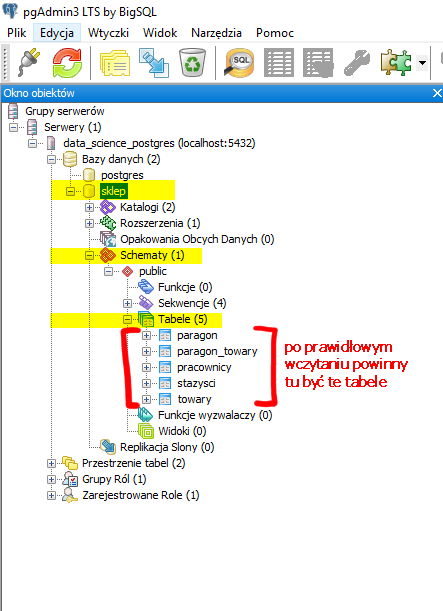 pgAdmin3 LTS by BigSQL
Plik Edycja Wtyczki Widok Narzędzia Pomoc
SQL
Okno obiektów
Grupy serwerów
Serwery (1)
data_science_postgres (localhost:5432)
Bazy danych (2)
postgres
sklep
Katalogi (2)
Rozszerzenia (1)
Opakowania Obcych Danych (0)
Schematy (1)
public
Funkcje (0)
Sekwencje (4)
Tabele (5)
paragon
paragon_towary
pracownicy
stazysci
towary
po prawidłowym
wczytaniu powinny
tu być te tabele
Funkcje wyzwalaczy (0)
Widoki (0)
Replikacja Slony (0)
Przestrzenie tabel (2)
Grupy Ról (1)
Zarejestrowane Role (1)